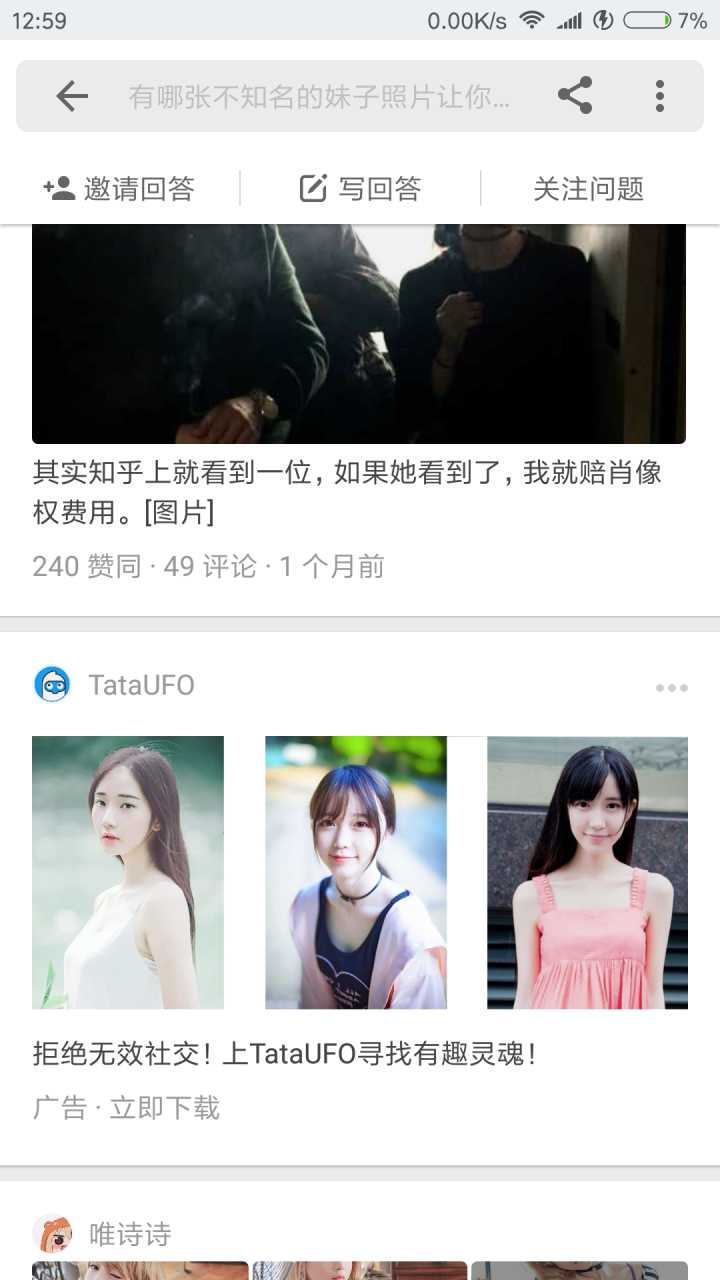 12:59
0.00K/s
7%
有哪张不知名的妹子照片让你...
邀请回答
写回答
关注问题
其实知乎上就看到一位，如果她看到了，我就赔肖像
权费用。[图片]
240 赞同 · 49 评论 · 1 个月前
TataUFO
拒绝无效社交！上TataUFO寻找有趣灵魂！
广告 · 立即下载
唯诗诗